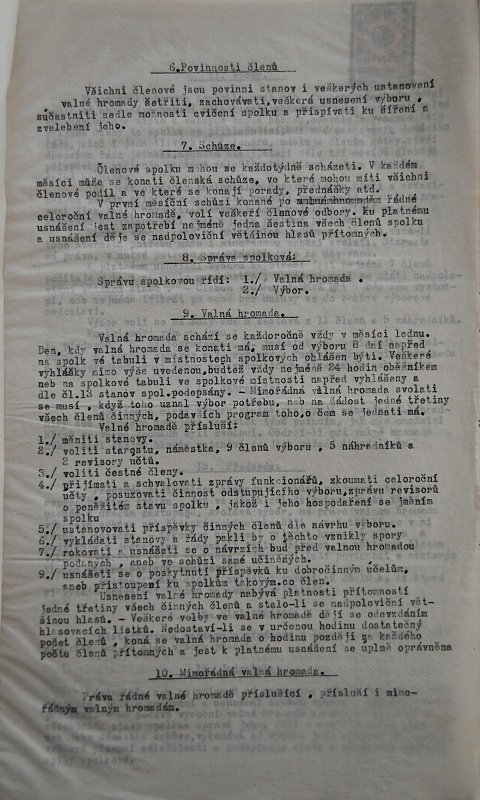 6.Povinnosti členů
Všichni členové jsou povinni stanov i veškerých ustanovení
valné hromady šetřiti, zachovávati,veškerá usnesení výboru ,
súčastniti se dle možnosti cvičení spolku a přispívati ku šíření a
zvelebení jeho.
7. Schůze.
Členové spolku mohou se každotýdně scházeti. V každém
měsíci může se konati členská schůze, ve které mohou míti všichni
členové podíl a ve které se konají porady, přednášky atd.
V první měsíční schůzi konané po řádné
celoroční valné hromadě, volí veškeří členové odbory. Ku platnému
usnášení jest zapotřebí nejméně jedna šestina všech členů spolku
a usnášení děje se nadpoloviční většinou hlasů přítomných.
8. Správa spolková:
Správu spolkovou řídí: 1./ Valná hromada .
2./ Výbor.
9. Valná hromada.
Valná hromada schází se každoročně vždy v měsíci lednu.
Den, kdy valná hromada se konati má, musí od výboru 8 dní napřed
na spolk vé tabuli v místnostech spolkových ohlášen býti. Veškeré
vyhlášky mimo výše uvedenou,buďtež vždy nejméně 24 hodin oběžníkem
neb na spolkové tabuli ve spolkové místnosti napřed vyhlášeny a
dle čl.13 stanov spol.podepsány. - Mimořádná valná hromada svolati
se musí , když toho uznal výbor potřebu, neb na žádost jedné třetiny
všech členů činných, podavších program toho,o čem se jednati má.
Valné hromadě přísluší:
1./ měniti stanovy.
2./ voliti starostu, náměstka, 9 členů výboru , 5 náhradníků a
2 revisory účtů.
3./ voliti čestné členy.
4./ přijímati a schvalovati zprávy funkcionářů, zkoumati celoroční
účty , posuzovati činnost odstupujícího výboru,zprávu revisorů
o peněžitém stavu spolku , jakož i jeho hospodaření se jměním
spolku
5./ ustanovovati příspěvky činných členů dle návrhu výboru.
6./ vykládati stanovy a řády pakli by o těchto vznikly spory
7./ rokovati a usnášeti se o návrzích buď před valnou hromadou
podaných , aneb ve schůzi samé učiněných.
9./ usnášeti se o poskytnutí příspěvků ku dobročinným účelům,
aneb přistoupení ku spolkům takovým.co člen.
Usnesení valné hromady nabývá platnosti přítomností
jedné třetiny všech činných členů a stalo-li se nadpoloviční vět-
šinou hlasů. - Veškeré volby ve valné hromadě dějí se odevzdáním
hlasovacích lístků. Nedostaví-li se v určenou hodinu dostatečný
počet členů , koná se valná hromada o hodinu později za každého
počtu členů přítomných a jest k platnému usnášení se úplně oprávněna
10. Mimořádná valná hromada.
Práva řádné valné hromadě příslušící , přísluší i mimo-
řádným valným hromadám.